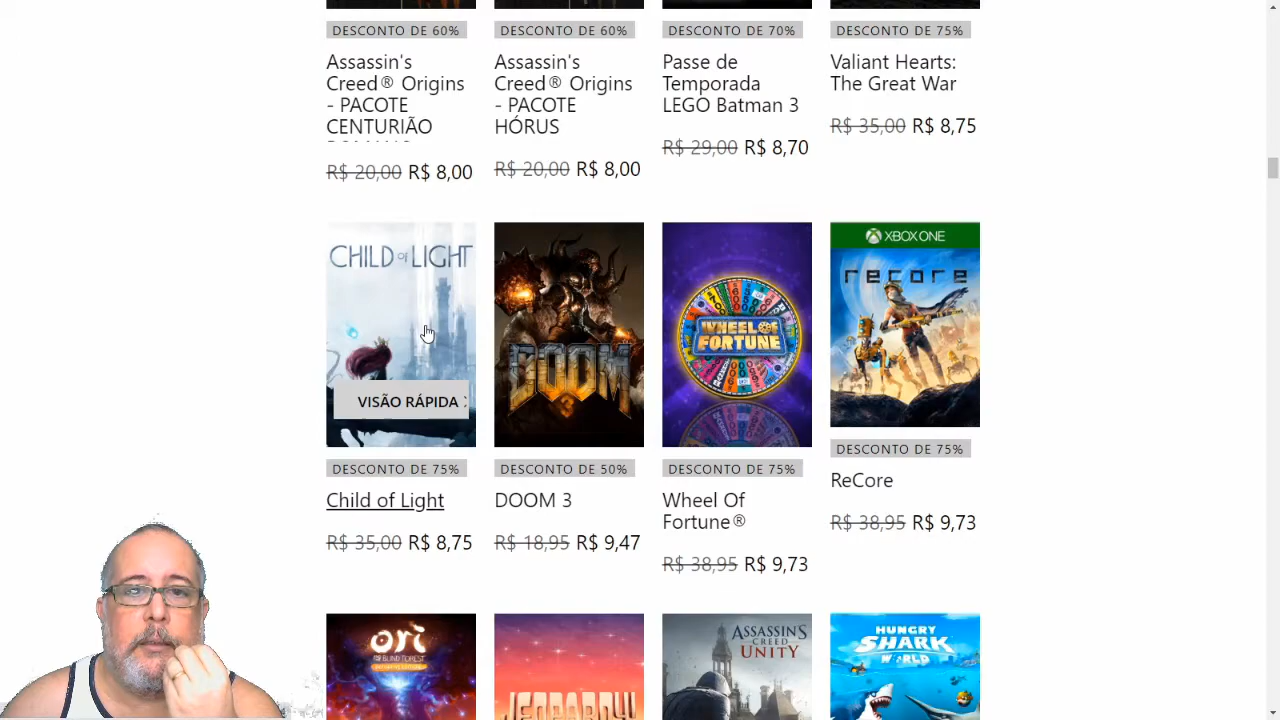 DESCONTO DE 60%
DESCONTO DE 60%
DESCONTO DE 70%
DESCONTO DE 75%
Assassin's
Creed® Origins
- PACOTE
CENTURIÃO
R$ 20,00 R$ 8,00
Assassin's
Creed® Origins
- PACOTE
HÓRUS
R$ 20,00 R$ 8,00
Passe de
Temporada
LEGO Batman 3
R$ 29,00 R$ 8,70
Valiant Hearts:
The Great War
R$ 35,00 R$ 8,75
CHILD of LIGHT
VISÃO RÁPIDA
DESCONTO DE 75%
Child of Light
R$ 35,00 R$ 8,75
DOOM
3
DESCONTO DE 50%
DOOM 3
R$ 18,95 R$ 9,47
WHEEL OF
FORTUNE
DESCONTO DE 75%
Wheel Of
Fortune®
R$ 38,95 R$ 9,73
XBOX ONE
recore
DESCONTO DE 75%
ReCore
R$ 38,95 R$ 9,73
ori
JEOPARDY!
ASSASSIN'S
CREED
UNITY
HUNGRY
SHARK
WORLD